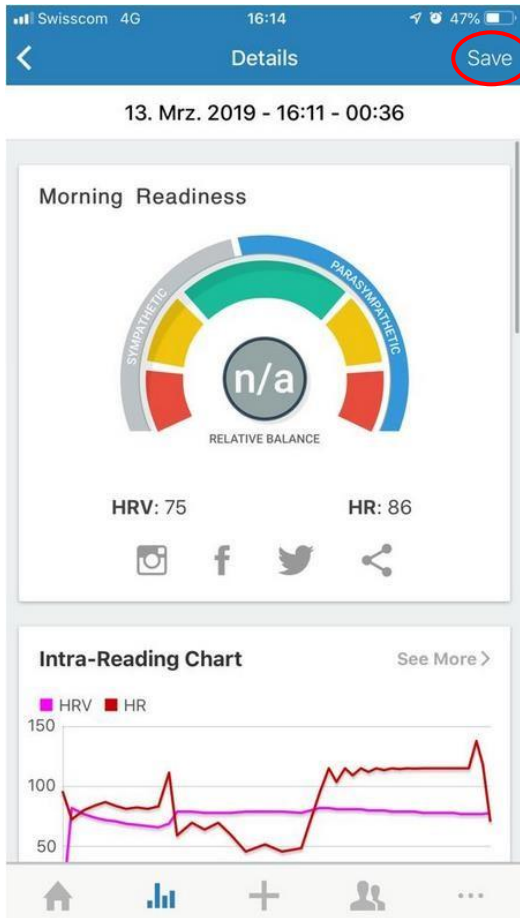 Swisscom 4G 16:14 47%
Details Save
13. Mrz. 2019 - 16:11 - 00:36
Morning Readiness
SYMPATHETIC PARASYMPATHETIC
n/a
RELATIVE BALANCE
HRV: 75 HR: 86
Intra-Reading Chart See More
HRV HR
150
100
50